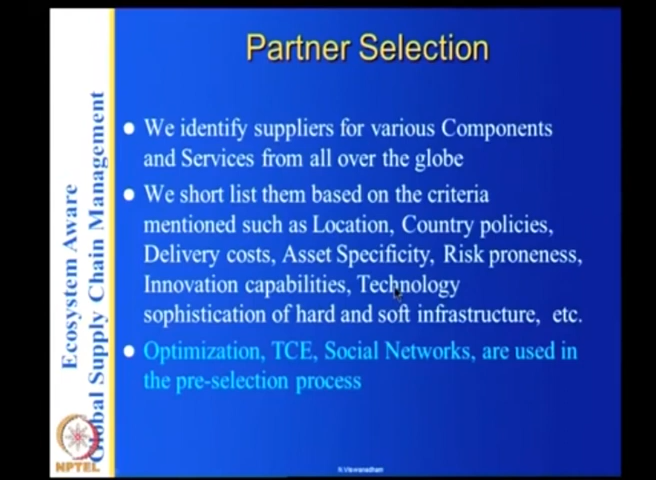 Partner Selection
We identify suppliers for various Components
and Services from all over the globe
We short list them based on the criteria
mentioned such as Location, Country policies,
Delivery costs, Asset Specificity, Risk proneness,
Innovation capabilities, Technology
sophistication of hard and soft infrastructure, etc.
Optimization, TCE, Social Networks, are used in
the pre-selection process
Ecosystem Aware
Global Supply Chain Management
NPTEL
N.Viswanadham